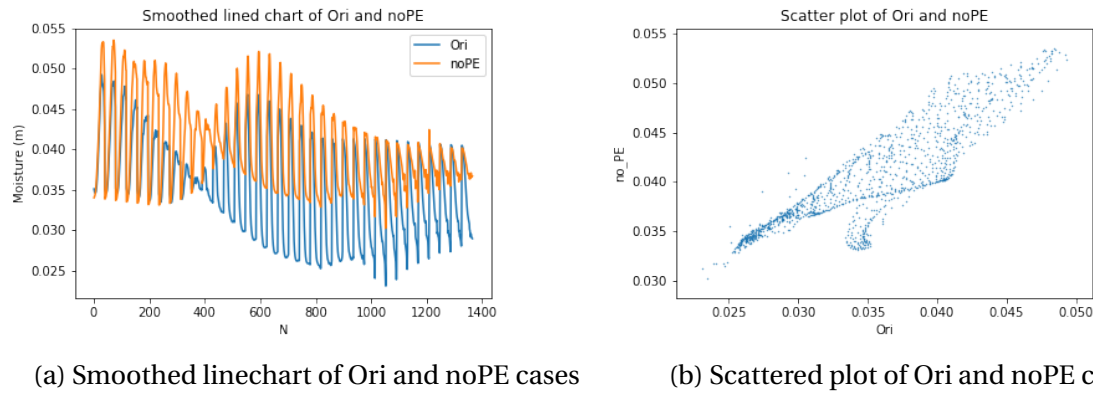 Smoothed lined chart of Ori and noPE
0.055
0.050
0.045
0.040
0.035
0.030
0.025
Moisture (m)
Ori
noPE
0
200
400
600
800
1000
1200
1400
N
(a) Smoothed linechart of Ori and noPE cases
Scatter plot of Ori and noPE
0.055
0.050
0.045
0.040
0.035
0.030
no_PE
0.025
0.030
0.035
0.040
0.045
0.050
Ori
(b) Scattered plot of Ori and noPE c